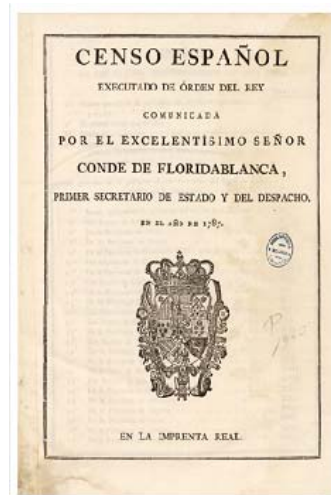 CENSO ESPAÑOL
EXECUTADO DE ÓRDEN DEL REY
COMUNICADA
POR EL EXCELENTÍSIMO SEÑOR
CONDE DE FLORIDABLANCA,
PRIMER SECRETARIO DE ESTADO Y DEL DESPACHO,
EN EL AÑO DE 1787.
EN LA IMPRENTA REAL.